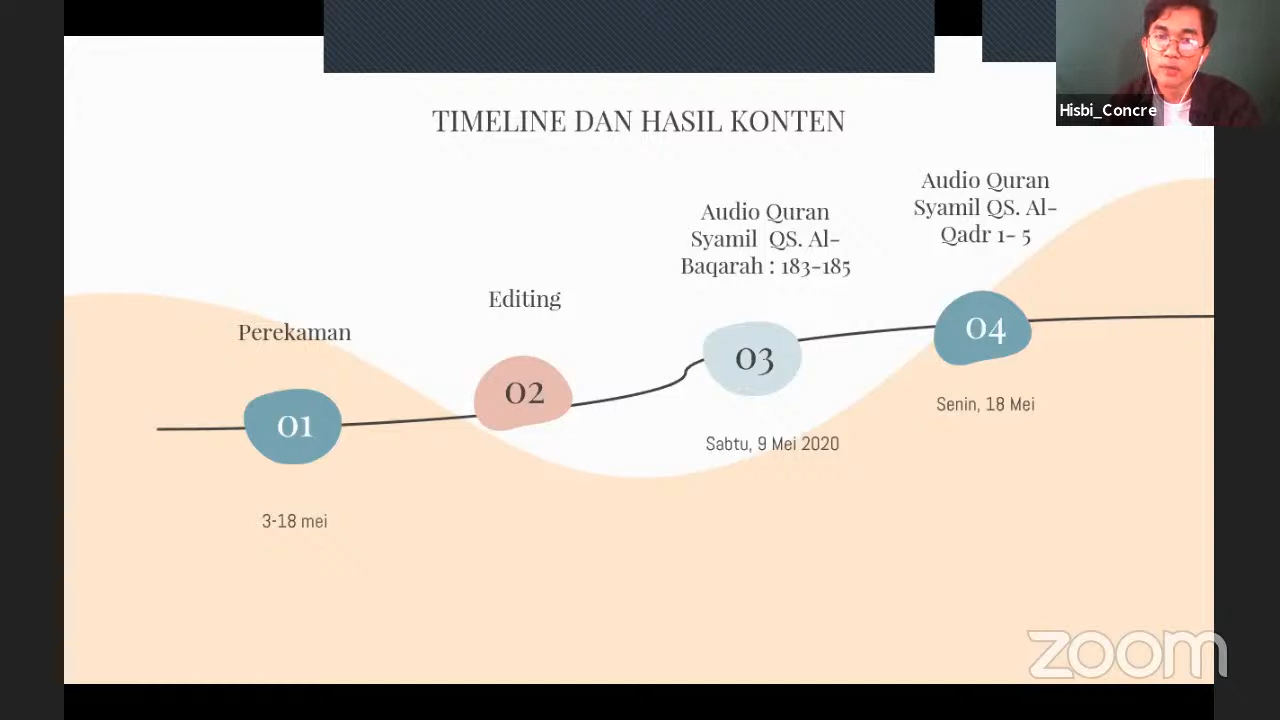 Hisbi_Concre
TIMELINE DAN HASIL KONTEN
Perekaman
01
3-18 mei
Editing
02
Audio Quran
Syamil QS. Al-
Baqarah : 183-185
03
Sabtu, 9 Mei 2020
Audio Quran
Syamil QS. Al-
Qadr 1- 5
04
Senin, 18 Mei
zoom